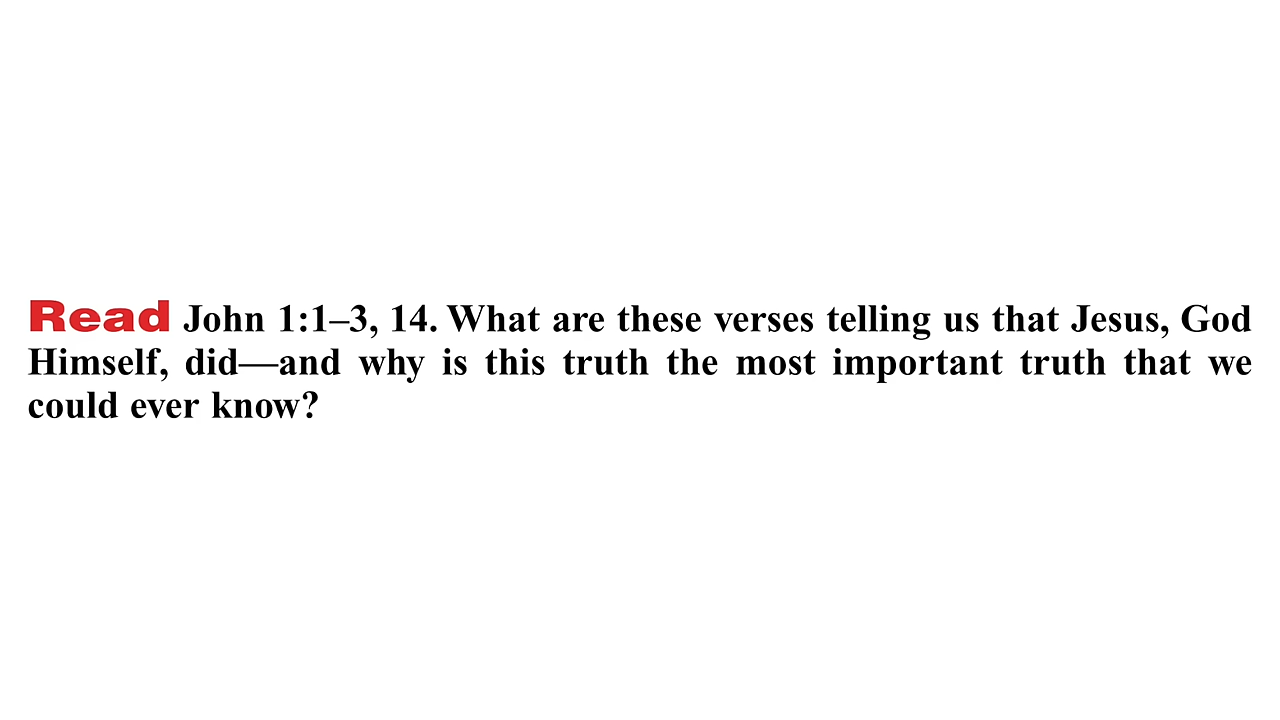 Read John 1:1–3, 14. What are these verses telling us that Jesus, God
Himself, did—and why is this truth the most important truth that we
could ever know?